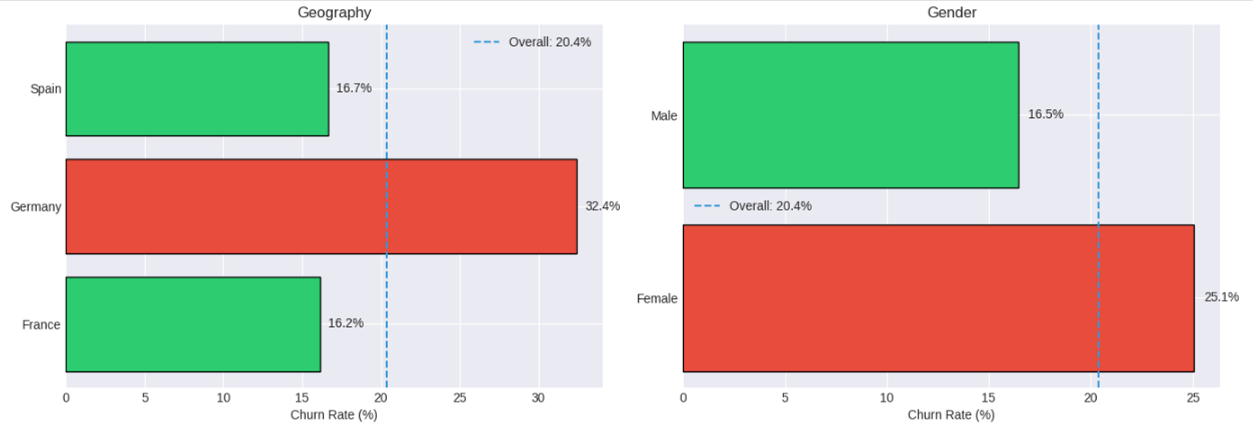 Geography
Overall: 20.4%
Spain
16.7%
Germany
32.4%
France
16.2%
0 5 10 15 20 25 30
Churn Rate (%)
Gender
Male
16.5%
Overall: 20.4%
Female
25.1%
0 5 10 15 20 25
Churn Rate (%)